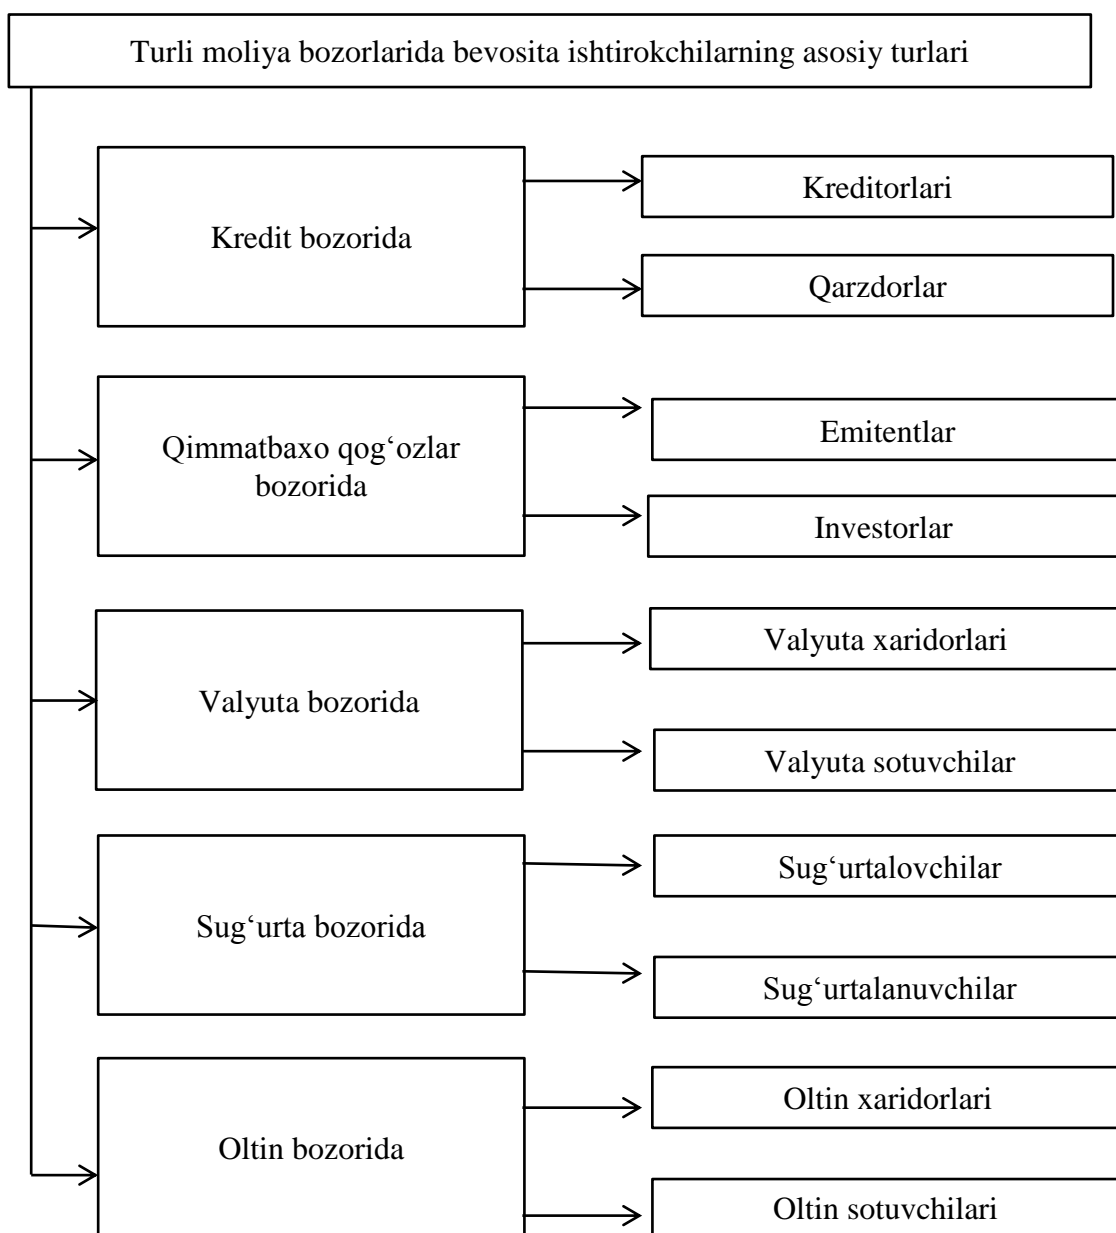 Turli moliya bozorlarida bevosita ishtirokchilarning asosiy turlari
Kredit bozorida
Kreditorlari
Qarzdorlar
Qimmatbaxo qog‘ozlar
bozorida
Emitentlar
Investorlar
Valyuta bozorida
Valyuta xaridorlari
Valyuta sotuvchilar
Sug‘urta bozorida
Sug‘urtalovchilar
Sug‘urtalanuvchilar
Oltin bozorida
Oltin xaridorlari
Oltin sotuvchilari